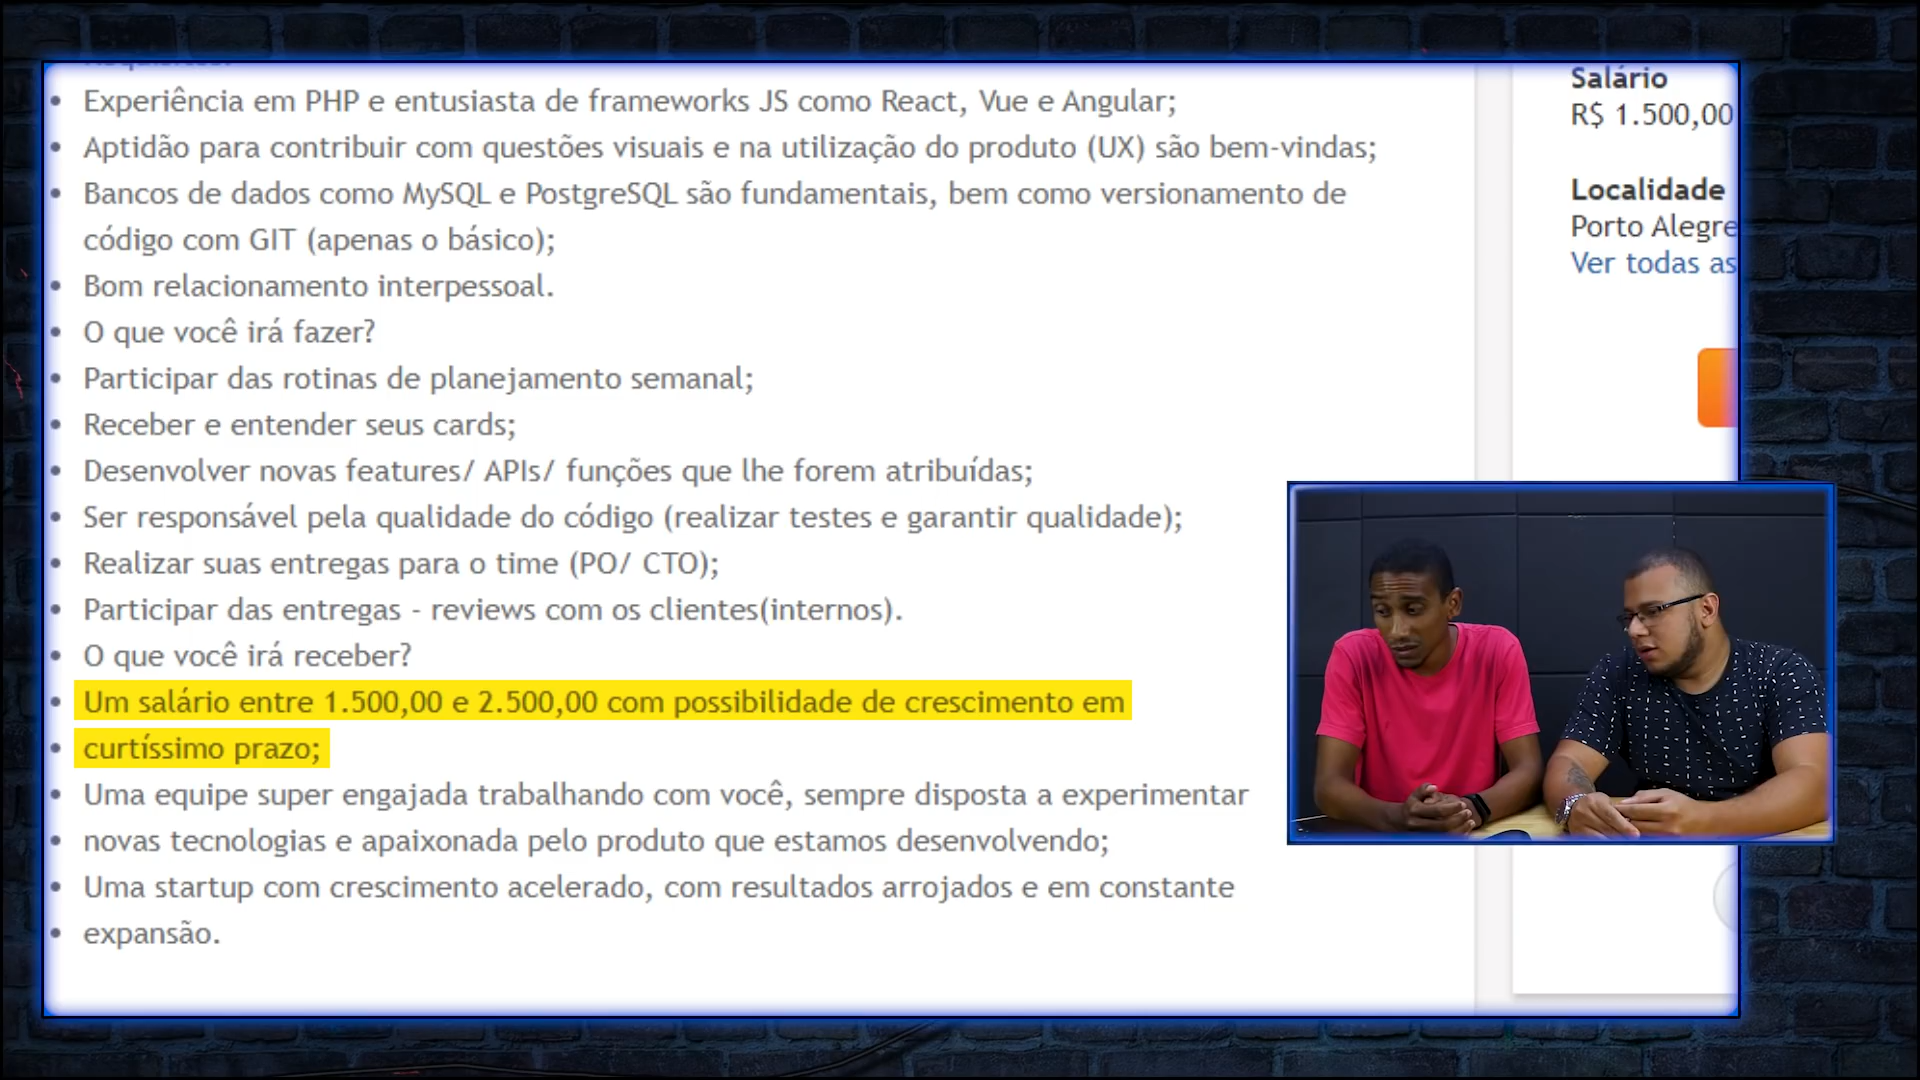 Experiência em PHP e entusiasta de frameworks JS como React, Vue e Angular;
Aptidão para contribuir com questões visuais e na utilização do produto (UX) são bem-vindas;
Bancos de dados como MySQL e PostgreSQL são fundamentais, bem como versionamento de
código com GIT (apenas o básico);
Bom relacionamento interpessoal.
O que você irá fazer?
Participar das rotinas de planejamento semanal;
Receber e entender seus cards;
Desenvolver novas features/ APIs/ funções que lhe forem atribuídas;
Ser responsável pela qualidade do código (realizar testes e garantir qualidade);
Realizar suas entregas para o time (PO/ CTO);
Participar das entregas - reviews com os clientes(internos).
O que você irá receber?
Um salário entre 1.500,00 e 2.500,00 com possibilidade de crescimento em
curtíssimo prazo;
Uma equipe super engajada trabalhando com você, sempre disposta a experimentar
novas tecnologias e apaixonada pelo produto que estamos desenvolvendo;
Uma startup com crescimento acelerado, com resultados arrojados e em constante
expansão.
Salário
R$ 1.500,00
Localidade
Porto Alegre
Ver todas as